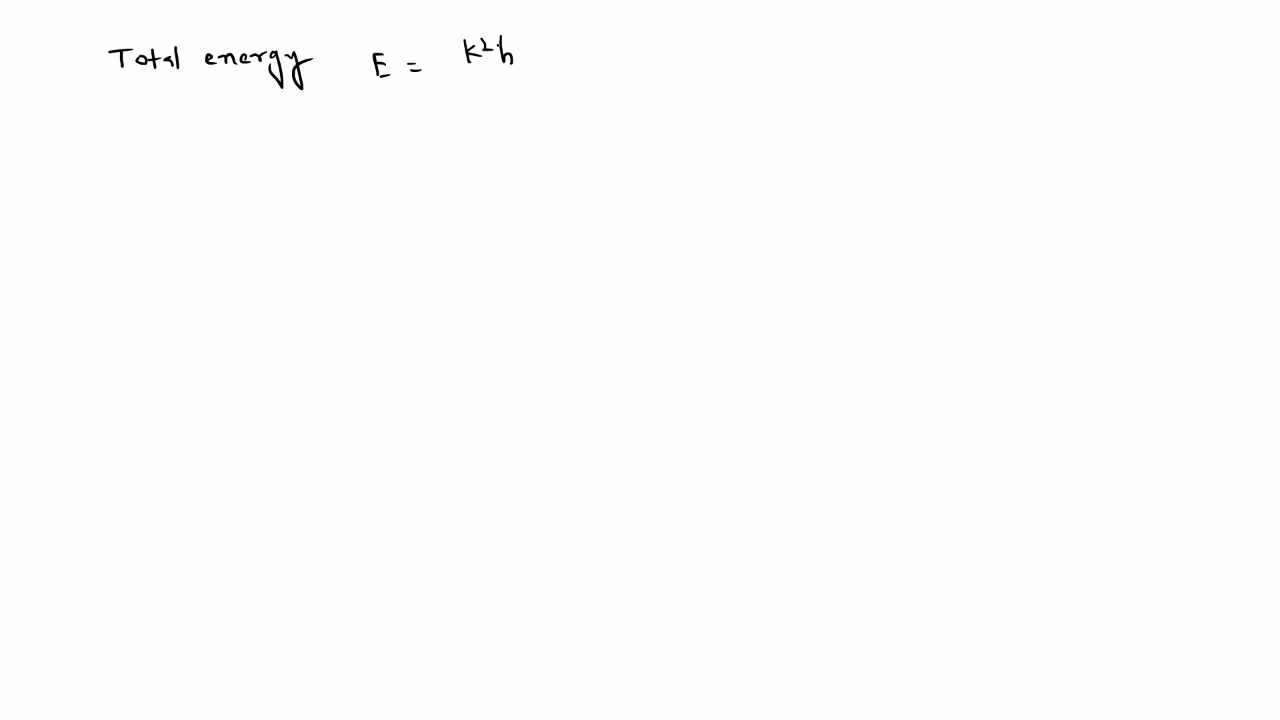 Total energy E = k²h